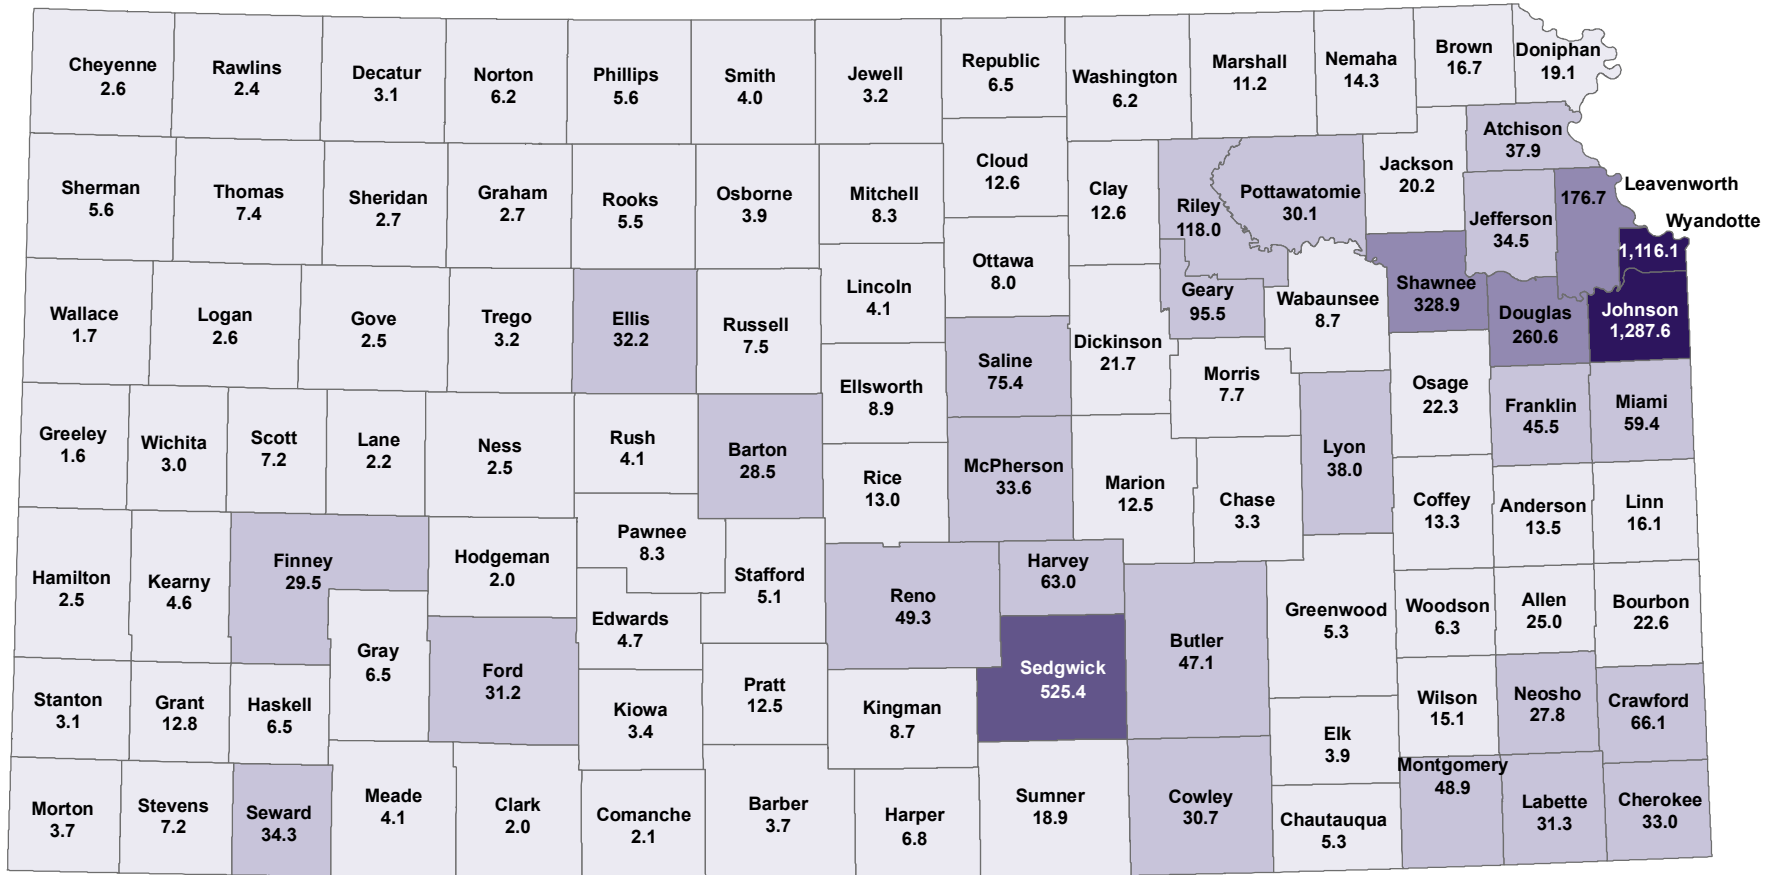 Cheyenne
2.6
Rawlins
2.4
Decatur
3.1
Norton
6.2
Phillips
5.6
Smith
4.0
Jewell
3.2
Republic
6.5
Washington
6.2
Marshall
11.2
Nemaha
14.3
Brown
16.7
Doniphan
19.1
Sherman
5.6
Thomas
7.4
Sheridan
2.7
Graham
2.7
Rooks
5.5
Osborne
3.9
Mitchell
8.3
Cloud
12.6
Clay
12.6
Riley
118.0
Pottawatomie
30.1
Jackson
20.2
Atchison
37.9
Jefferson
34.5
176.7
Leavenworth
Wyandotte
1,116.1
Wallace
1.7
Logan
2.6
Gove
2.5
Trego
3.2
Ellis
32.2
Russell
7.5
Lincoln
4.1
Ottawa
8.0
Saline
75.4
Dickinson
21.7
Geary
95.5
Wabaunsee
8.7
Shawnee
328.9
Douglas
260.6
Johnson
1,287.6
Greeley
1.6
Wichita
3.0
Scott
7.2
Lane
2.2
Ness
2.5
Rush
4.1
Barton
28.5
Ellsworth
8.9
Rice
13.0
McPherson
33.6
Marion
12.5
Morris
7.7
Chase
3.3
Lyon
38.0
Osage
22.3
Franklin
45.5
Miami
59.4
Coffey
13.3
Anderson
13.5
Linn
16.1
Hamilton
2.5
Kearny
4.6
Finney
29.5
Hodgeman
2.0
Pawnee
8.3
Stafford
5.1
Edwards
4.7
Gray
6.5
Ford
31.2
Reno
49.3
Harvey
63.0
Sedgwick
525.4
Butler
47.1
Greenwood
5.3
Woodson
6.3
Allen
25.0
Bourbon
22.6
Stanton
3.1
Grant
12.8
Haskell
6.5
Kiowa
3.4
Pratt
12.5
Kingman
8.7
Elk
3.9
Wilson
15.1
Neosho
27.8
Crawford
66.1
Morton
3.7
Stevens
7.2
Seward
34.3
Meade
4.1
Clark
2.0
Comanche
2.1
Barber
3.7
Harper
6.8
Sumner
18.9
Cowley
30.7
Chautauqua
5.3
Montgomery
48.9
Labette
31.3
Cherokee
33.0